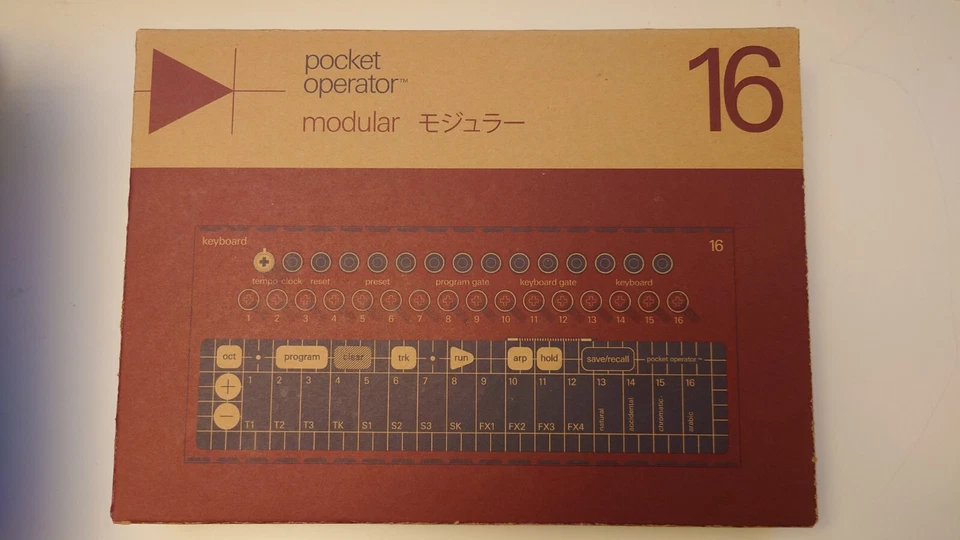 pocket
operator™
modular モジュラー
16
keyboard 16
tempo clock reset preset program gate keyboard gate keyboard
1 2 3 4 5 6 7 8 9 10 11 12 13 14 15 16
oct program clear trk run arp hold save/recall pocket operator™
1 2 3 4 5 6 7 8 9 10 11 12 13 14 15 16
T1 T2 T3 TK S1 S2 S3 SK FX1 FX2 FX3 FX4 natural accidental chromatic- arabic